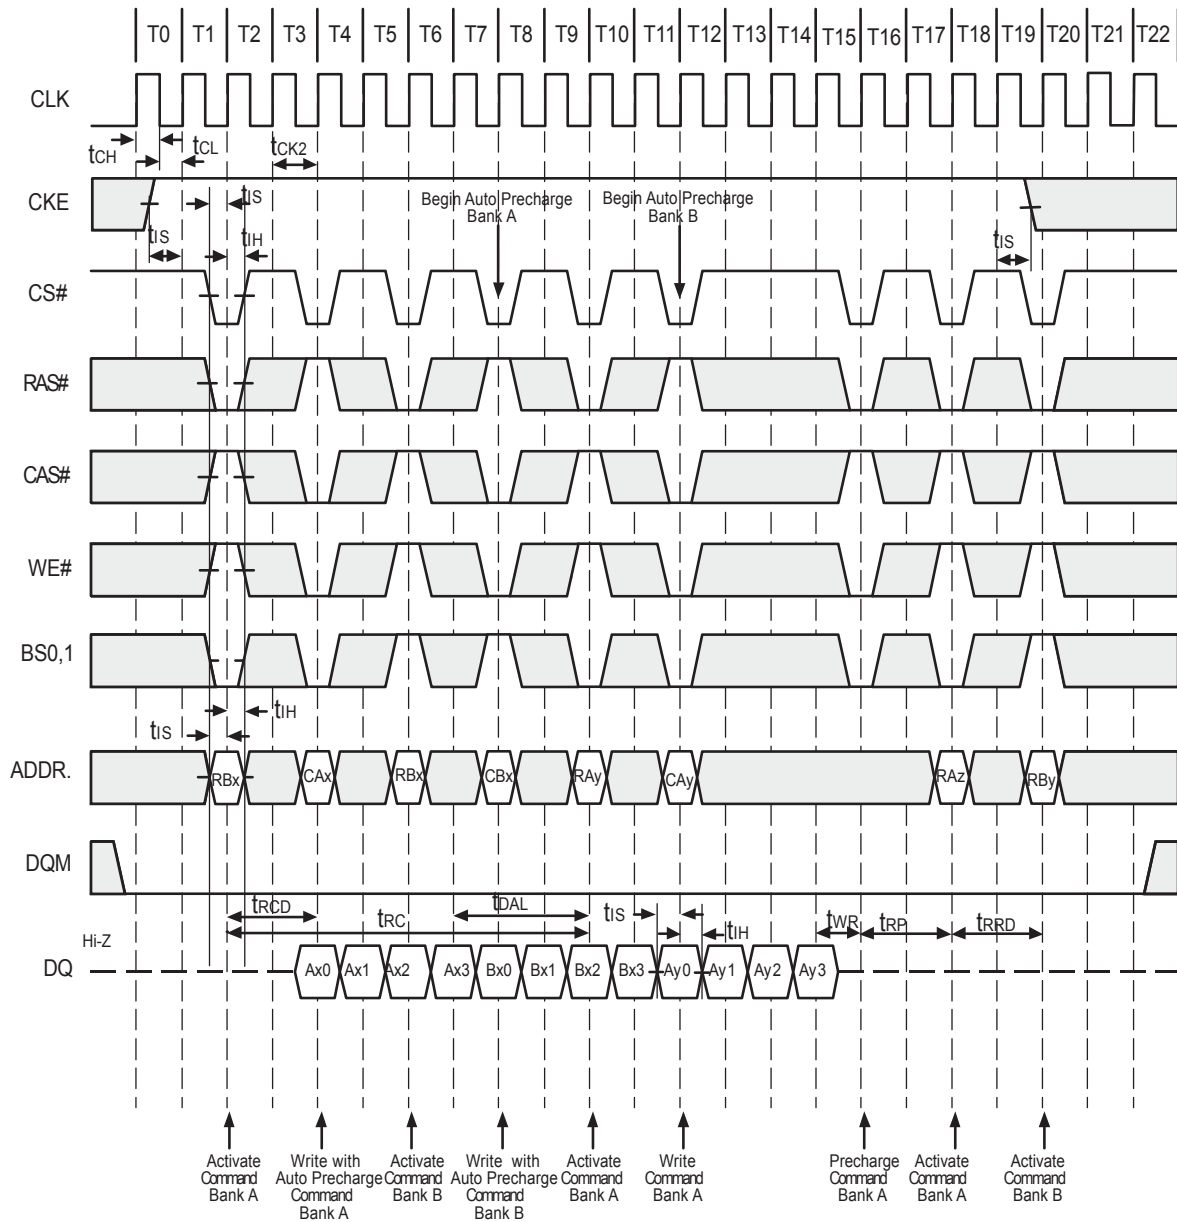 T0 T1 T2 T3 T4 T5 T6 T7 T8 T9 T10 T11 T12 T13 T14 T15 T16 T17 T18 T19 T20 T21 T22
CLK
tCH tCL tCK2
CKE
tIS
Begin Auto Precharge
Bank A
Begin Auto Precharge
Bank B
tIS tIH tIS
CS#
RAS#
CAS#
WE#
BS0,1
tIH
tIS
ADDR.
RBx CAx RBx CBx RAy CAy RAz RBy
DQM
tRCD tRC tDAL tIS tIH tWR tRP tRRD
Hi-Z
DQ
Ax0 Ax1 Ax2 Ax3 Bx0 Bx1 Bx2 Bx3 Ay0 Ay1 Ay2 Ay3
Activate
Command
Bank A
Write with
Auto Precharge
Command
Bank A
Activate
Command
Bank B
Write with
Auto Precharge
Command
Bank B
Activate
Command
Bank A
Write
Command
Bank A
Precharge
Command
Bank A
Activate
Command
Bank A
Activate
Command
Bank B